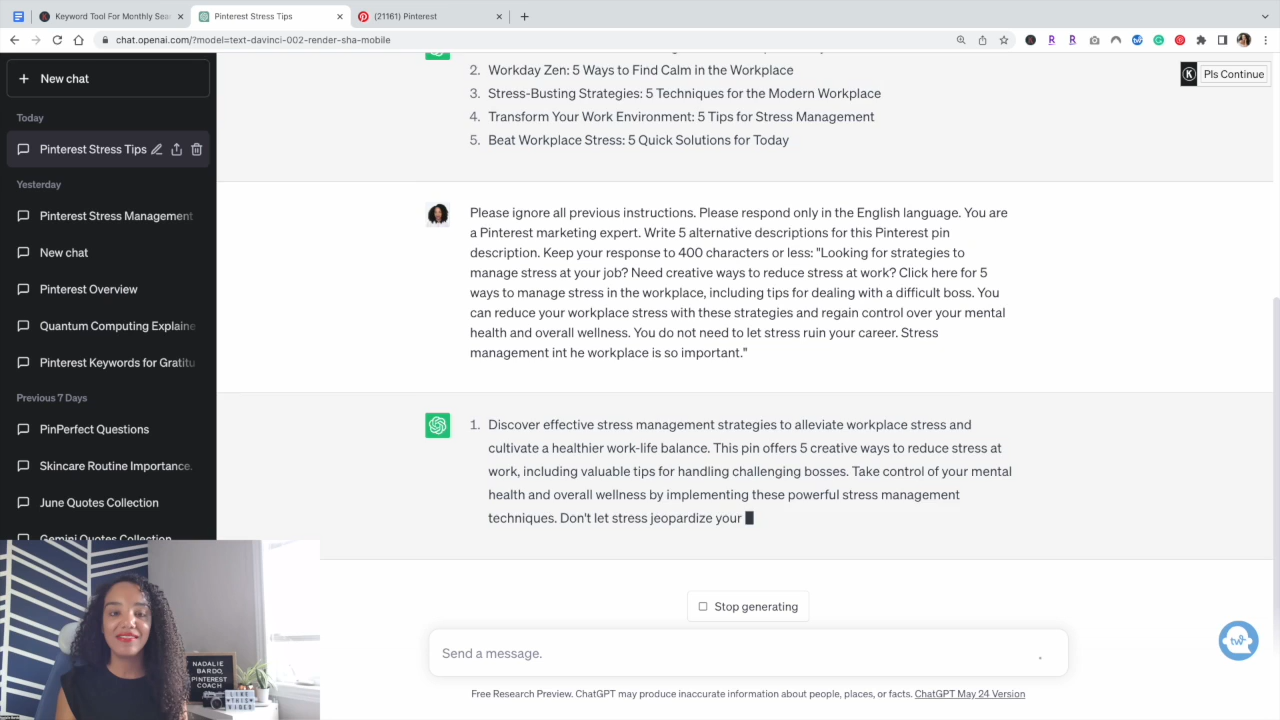 Keyword Tool For Monthly Sea
Pinterest Stress Tips
(21161) Pinterest
chat.openai.com/?model=text-davinci-002-render-sha-mobile
New chat
Pls Continue
Today
Pinterest Stress Tips
Yesterday
Pinterest Stress Management
New chat
Pinterest Overview
Quantum Computing Explaine
Pinterest Keywords for Gratitu
Previous 7 Days
PinPerfect Questions
Skincare Routine Importance.
June Quotes Collection
Gemini Quotes Collection
2. Workday Zen: 5 Ways to Find Calm in the Workplace
3. Stress-Busting Strategies: 5 Techniques for the Modern Workplace
4. Transform Your Work Environment: 5 Tips for Stress Management
5. Beat Workplace Stress: 5 Quick Solutions for Today
Please ignore all previous instructions. Please respond only in the English language. You are
a Pinterest marketing expert. Write 5 alternative descriptions for this Pinterest pin
description. Keep your response to 400 characters or less: "Looking for strategies to
manage stress at your job? Need creative ways to reduce stress at work? Click here for 5
ways to manage stress in the workplace, including tips for dealing with a difficult boss. You
can reduce your workplace stress with these strategies and regain control over your mental
health and overall wellness. You do not need to let stress ruin your career. Stress
management int he workplace is so important."
1. Discover effective stress management strategies to alleviate workplace stress and
cultivate a healthier work-life balance. This pin offers 5 creative ways to reduce stress at
work, including valuable tips for handling challenging bosses. Take control of your mental
health and overall wellness by implementing these powerful stress management
techniques. Don't let stress jeopardize your
Stop generating
Send a message.
Free Research Preview. ChatGPT may produce inaccurate information about people, places, or facts. ChatGPT May 24 Version
tw
NADALIE
BARDO,
PINTEREST
COACH
LIKE
THIS
VIDEO